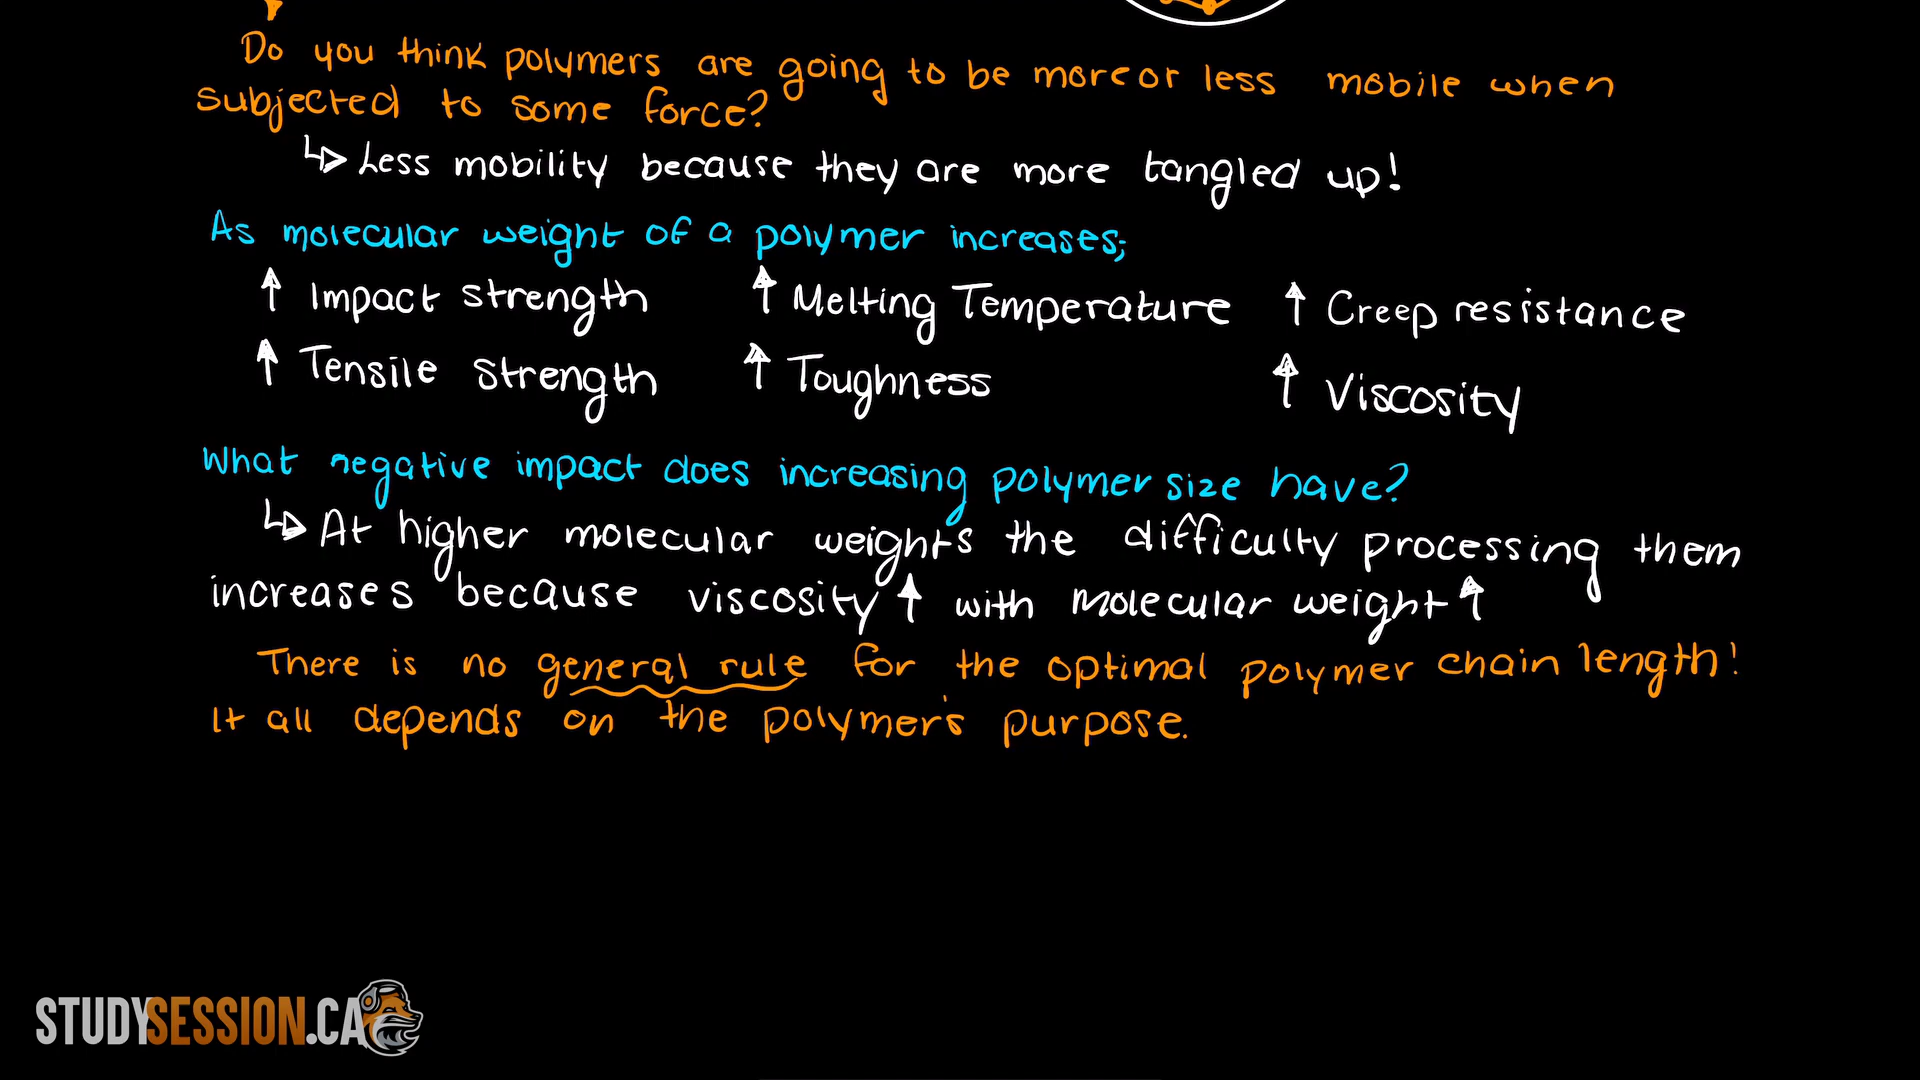 Do you think polymers are going to be more or less mobile when
subjected to some force?
↳ Less mobility because they are more tangled up!
As molecular weight of a polymer increases;
↑ Impact strength ↑ Melting Temperature ↑ Creep resistance
↑ Tensile strength ↑ Toughness ↑ Viscosity
What negative impact does increasing polymer size have?
↳ At higher molecular weights the difficulty processing them
increases because viscosity ↑ with molecular weight ↑
There is no general rule for the optimal polymer chain length!
It all depends on the polymer's purpose.
STUDYSESSION.CA